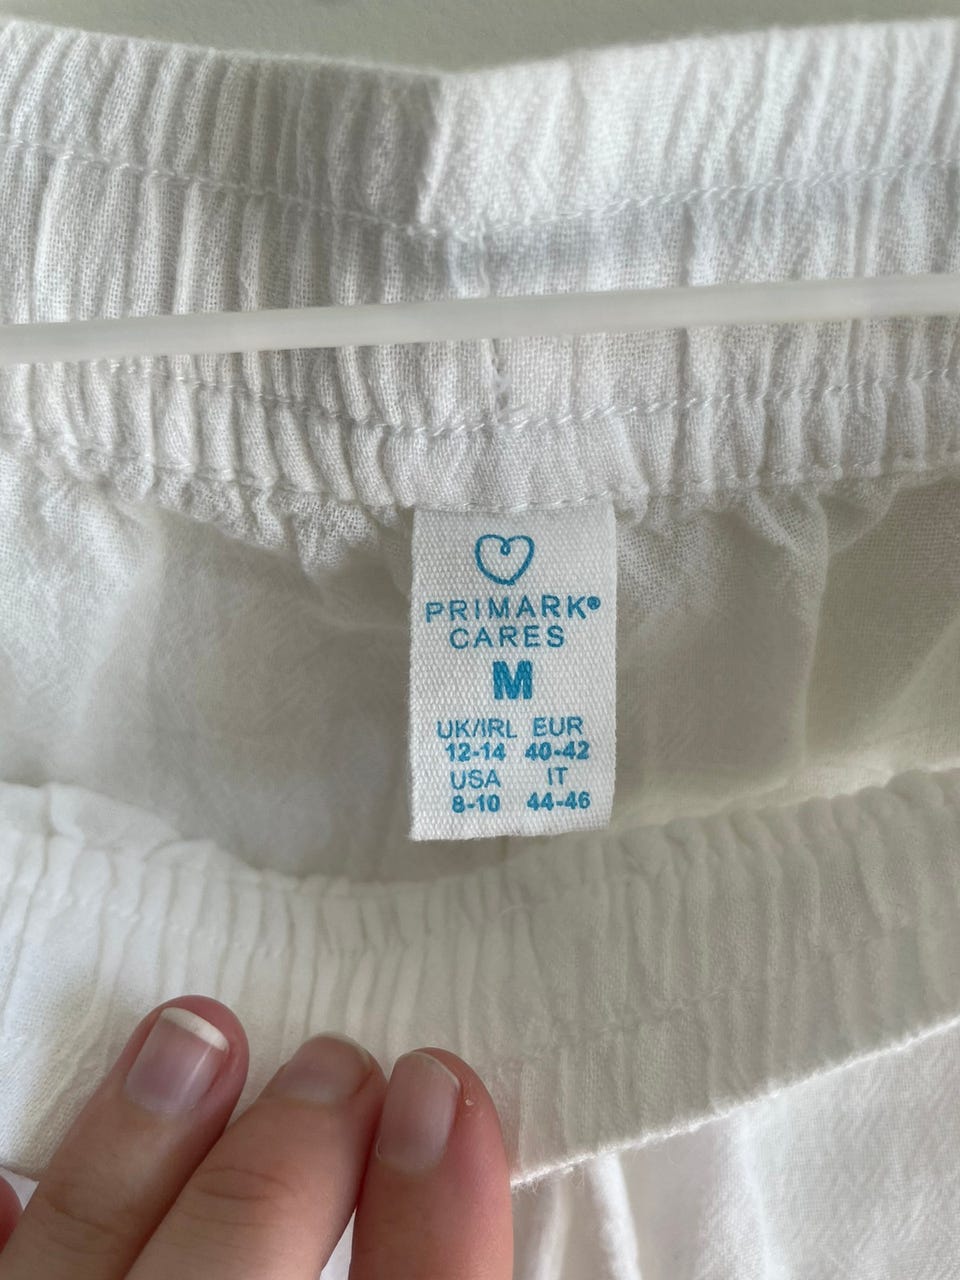 PRIMARK®
CARES
M
UK/IRL EUR
12-14 40-42
USA IT
8-10 44-46